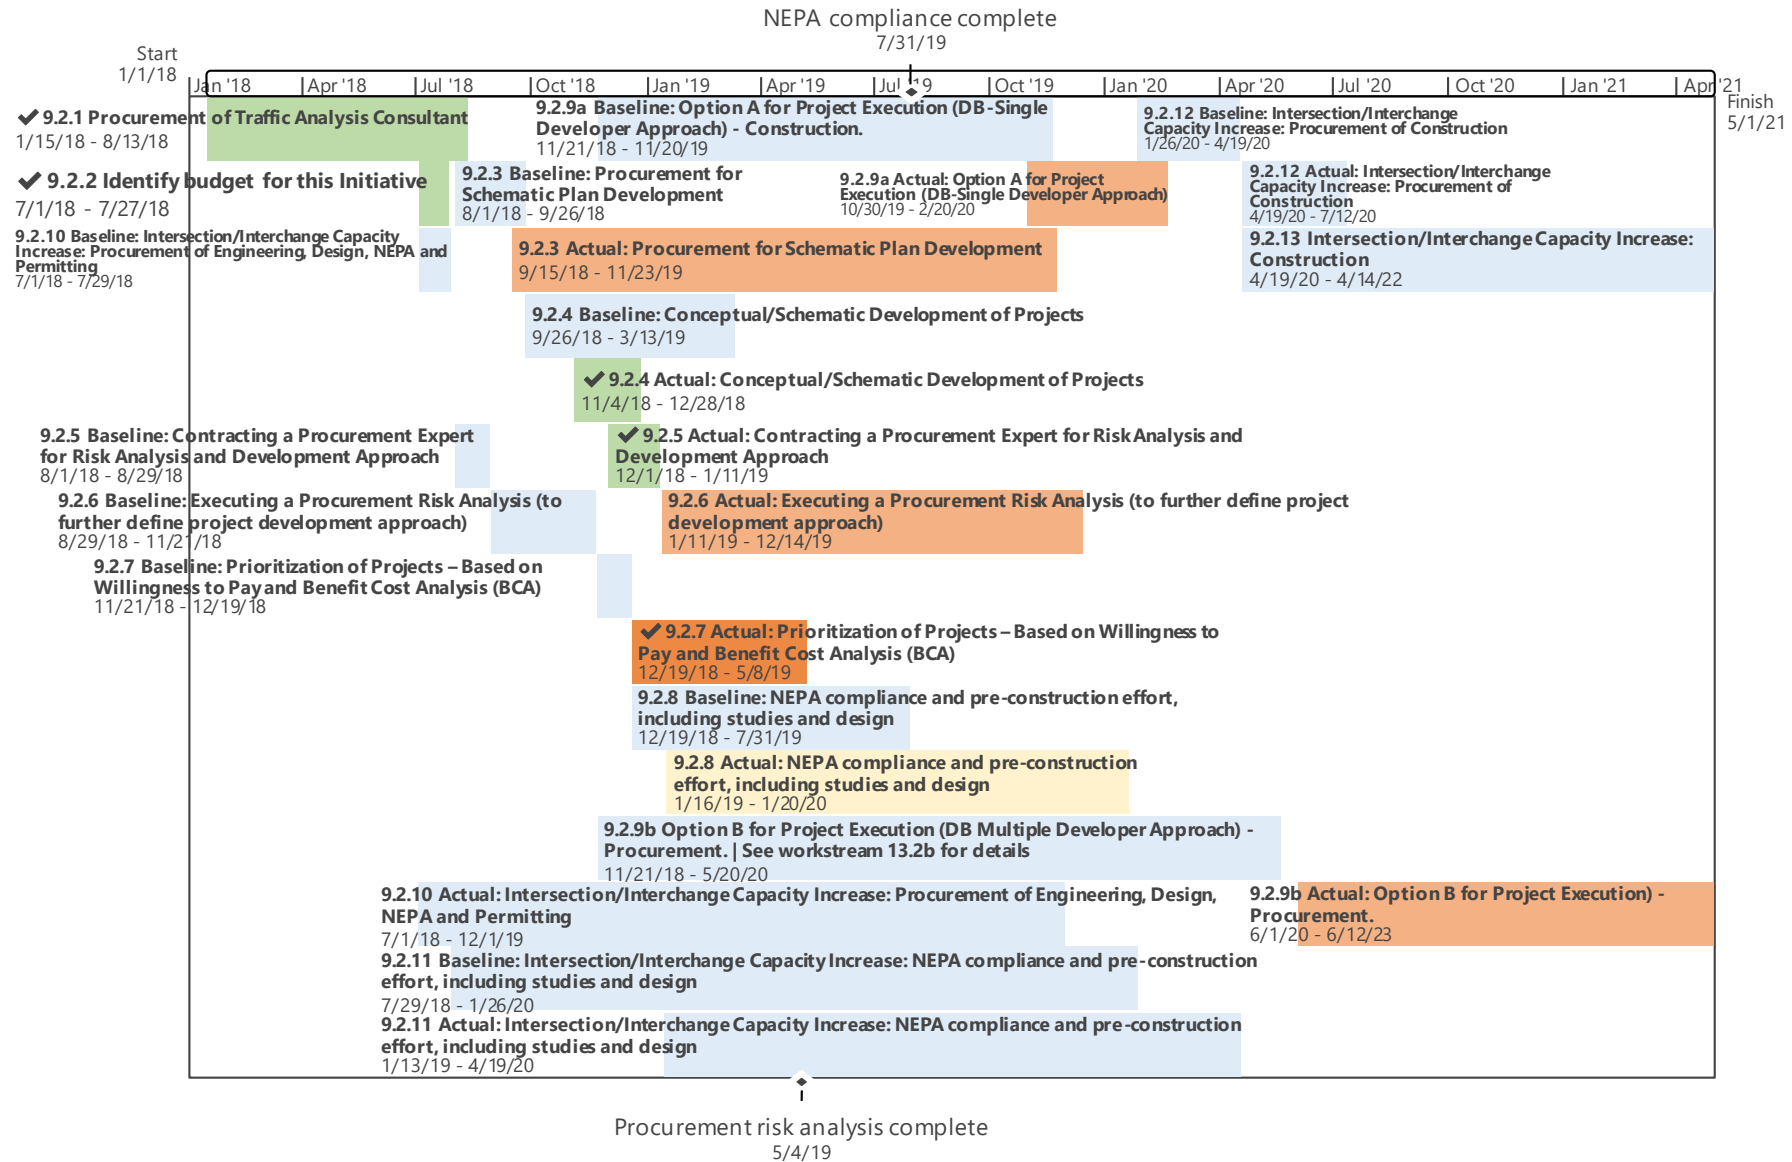 NEPA compliance complete
7/31/19
Start
1/1/18
Jan '18
Apr '18
Jul '18
Oct '18
Jan '19
Apr '19
Jul '19
Oct '19
Jan '20
Apr '20
Jul '20
Oct '20
Jan '21
Apr '21
Finish
5/1/21
✔ 9.2.1 Procurement of Traffic Analysis Consultant
1/15/18 - 8/13/18
9.2.9a Baseline: Option A for Project Execution (DB-Single
Developer Approach) - Construction.
11/21/18 - 11/20/19
9.2.12 Baseline: Intersection/Interchange
Capacity Increase: Procurement of Construction
1/26/20 - 4/19/20
✔ 9.2.2 Identify budget for this Initiative
7/1/18 - 7/27/18
9.2.3 Baseline: Procurement for
Schematic Plan Development
8/1/18 - 9/26/18
9.2.9a Actual: Option A for Project
Execution (DB-Single Developer Approach)
10/30/19 - 2/20/20
9.2.12 Actual: Intersection/Interchange
Capacity Increase: Procurement of
Construction
4/19/20 - 7/12/20
9.2.10 Baseline: Intersection/Interchange Capacity
Increase: Procurement of Engineering, Design, NEPA and
Permitting
7/1/18 - 7/29/18
9.2.3 Actual: Procurement for Schematic Plan Development
9/15/18 - 11/23/19
9.2.13 Intersection/Interchange Capacity Increase:
Construction
4/19/20 - 4/14/22
9.2.4 Baseline: Conceptual/Schematic Development of Projects
9/26/18 - 3/13/19
✔ 9.2.4 Actual: Conceptual/Schematic Development of Projects
11/4/18 - 12/28/18
9.2.5 Baseline: Contracting a Procurement Expert
for Risk Analysis and Development Approach
8/1/18 - 8/29/18
✔ 9.2.5 Actual: Contracting a Procurement Expert for Risk Analysis and
Development Approach
12/1/18 - 1/11/19
9.2.6 Baseline: Executing a Procurement Risk Analysis (to
further define project development approach)
8/29/18 - 11/21/18
9.2.6 Actual: Executing a Procurement Risk Analysis (to further define project
development approach)
1/11/19 - 12/14/19
9.2.7 Baseline: Prioritization of Projects – Based on
Willingness to Pay and Benefit Cost Analysis (BCA)
11/21/18 - 12/19/18
✔ 9.2.7 Actual: Prioritization of Projects – Based on Willingness to
Pay and Benefit Cost Analysis (BCA)
12/19/18 - 5/8/19
9.2.8 Baseline: NEPA compliance and pre-construction effort,
including studies and design
12/19/18 - 7/31/19
9.2.8 Actual: NEPA compliance and pre-construction
effort, including studies and design
1/16/19 - 1/20/20
9.2.9b Option B for Project Execution (DB Multiple Developer Approach) -
Procurement. | See workstream 13.2b for details
11/21/18 - 5/20/20
9.2.10 Actual: Intersection/Interchange Capacity Increase: Procurement of Engineering, Design,
NEPA and Permitting
7/1/18 - 12/1/19
9.2.9b Actual: Option B for Project Execution) -
Procurement.
6/1/20 - 6/12/23
9.2.11 Baseline: Intersection/Interchange Capacity Increase: NEPA compliance and pre-construction
effort, including studies and design
7/29/18 - 1/26/20
9.2.11 Actual: Intersection/Interchange Capacity Increase: NEPA compliance and pre-construction
effort, including studies and design
1/13/19 - 4/19/20
Procurement risk analysis complete
5/4/19